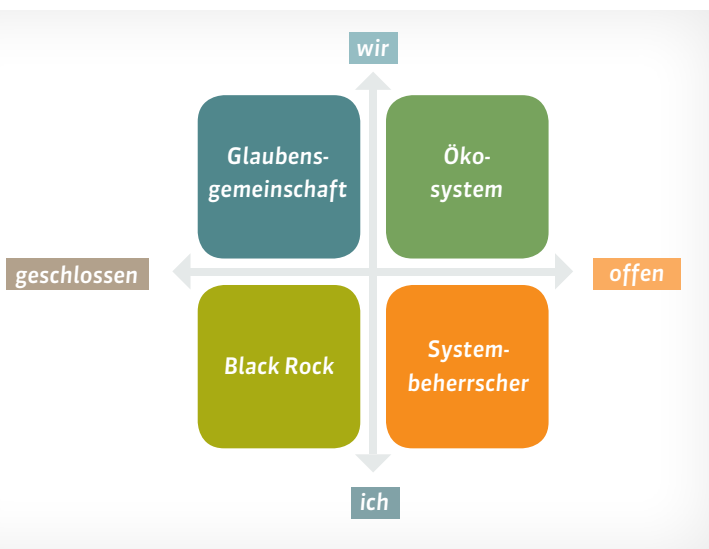 wir
Glaubens-
gemeinschaft
Öko-
system
geschlossen
offen
Black Rock
System-
beherrscher
ich